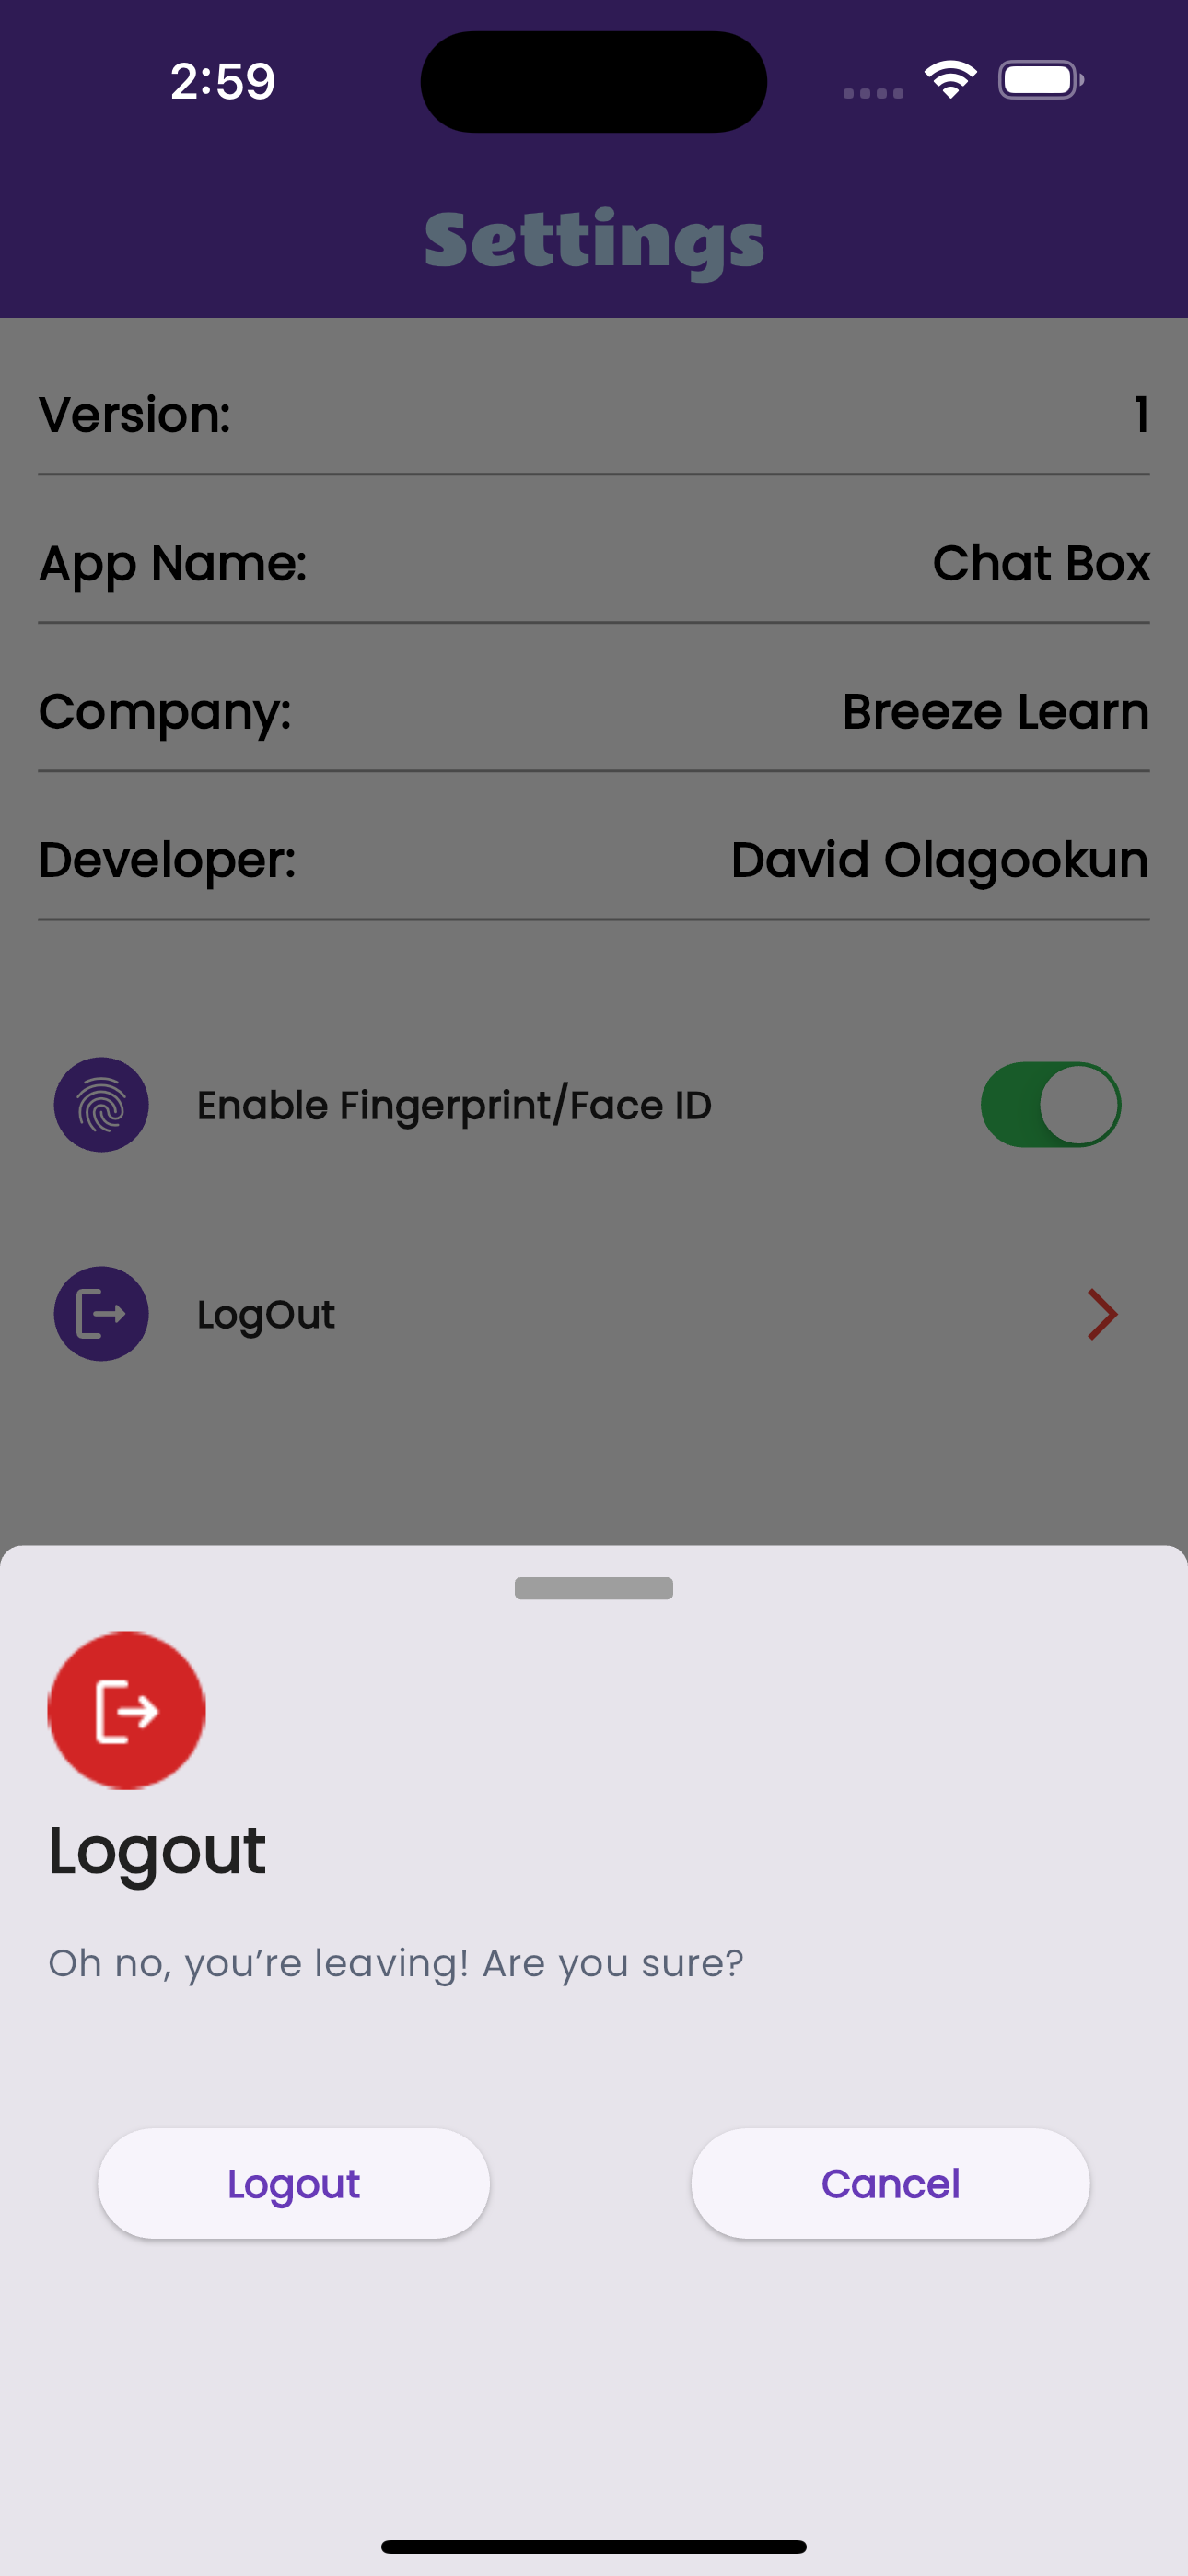 2:59
Settings
Version: 1
App Name: Chat Box
Company: Breeze Learn
Developer: David Olagookun
Enable Fingerprint/Face ID
LogOut
Logout
Oh no, you’re leaving! Are you sure?
Logout Cancel